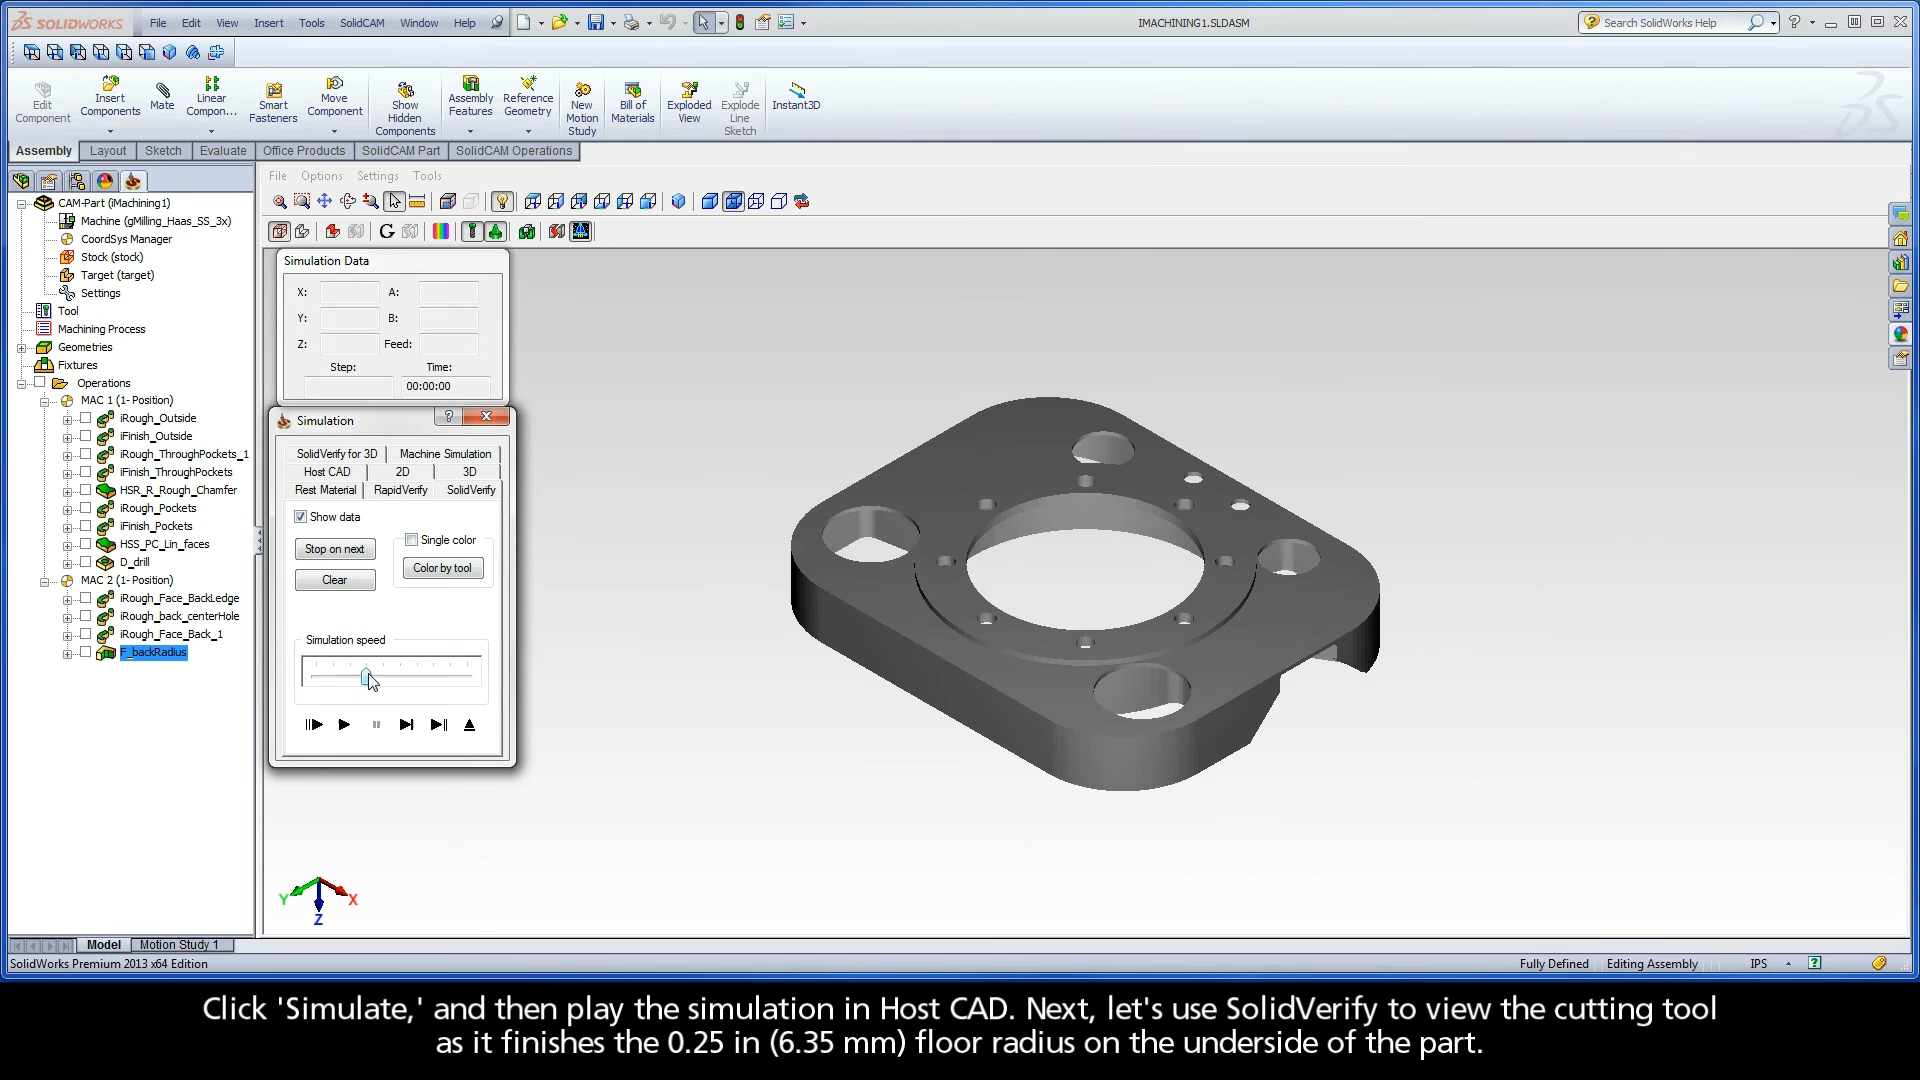 SOLIDWORKS
File Edit View Insert Tools SolidCAM Window Help
IMACHINING1.SLDASM
Search SolidWorks Help
Edit Component
Insert Components
Mate
Linear Compon...
Smart Fasteners
Move Component
Show Hidden Components
Assembly Features
Reference Geometry
New Motion Study
Bill of Materials
Exploded View
Explode Line Sketch
Instant3D
Assembly Layout Sketch Evaluate Office Products SolidCAM Part SolidCAM Operations
File Options Settings Tools
CAM-Part (iMachining1)
Machine (gMilling_Haas_SS_3x)
CoordSys Manager
Stock (stock)
Target (target)
Settings
Tool
Machining Process
Geometries
Fixtures
Operations
MAC 1 (1- Position)
iRough_Outside
iFinish_Outside
iRough_ThroughPockets_1
iFinish_ThroughPockets
HSR_R_Rough_Chamfer
iRough_Pockets
iFinish_Pockets
HSS_PC_Lin_faces
D_drill
MAC 2 (1- Position)
iRough_Face_BackLedge
iRough_back_centerHole
iRough_Face_Back_1
F_backRadius
Simulation Data
X: A:
Y: B:
Z: Feed:
Step: Time:
00:00:00
Simulation
SolidVerify for 3D Machine Simulation
Host CAD 2D 3D
Rest Material RapidVerify SolidVerify
Show data
Stop on next
Single color
Clear
Color by tool
Simulation speed
Y X
Z
Model Motion Study 1
SolidWorks Premium 2013 x64 Edition
Fully Defined Editing Assembly IPS
Click 'Simulate,' and then play the simulation in Host CAD. Next, let's use SolidVerify to view the cutting tool
as it finishes the 0.25 in (6.35 mm) floor radius on the underside of the part.